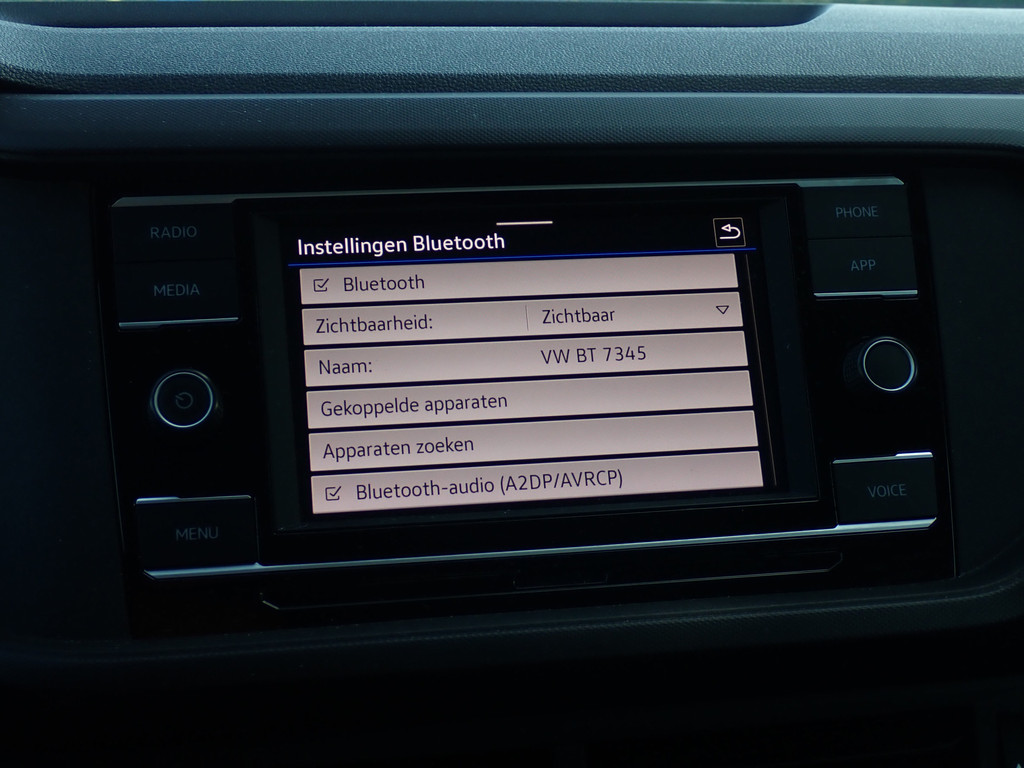 RADIO
MEDIA
MENU
Instellingen Bluetooth
Bluetooth
Zichtbaarheid: Zichtbaar
Naam: VW BT 7345
Gekoppelde apparaten
Apparaten zoeken
Bluetooth-audio (A2DP/AVRCP)
PHONE
APP
VOICE